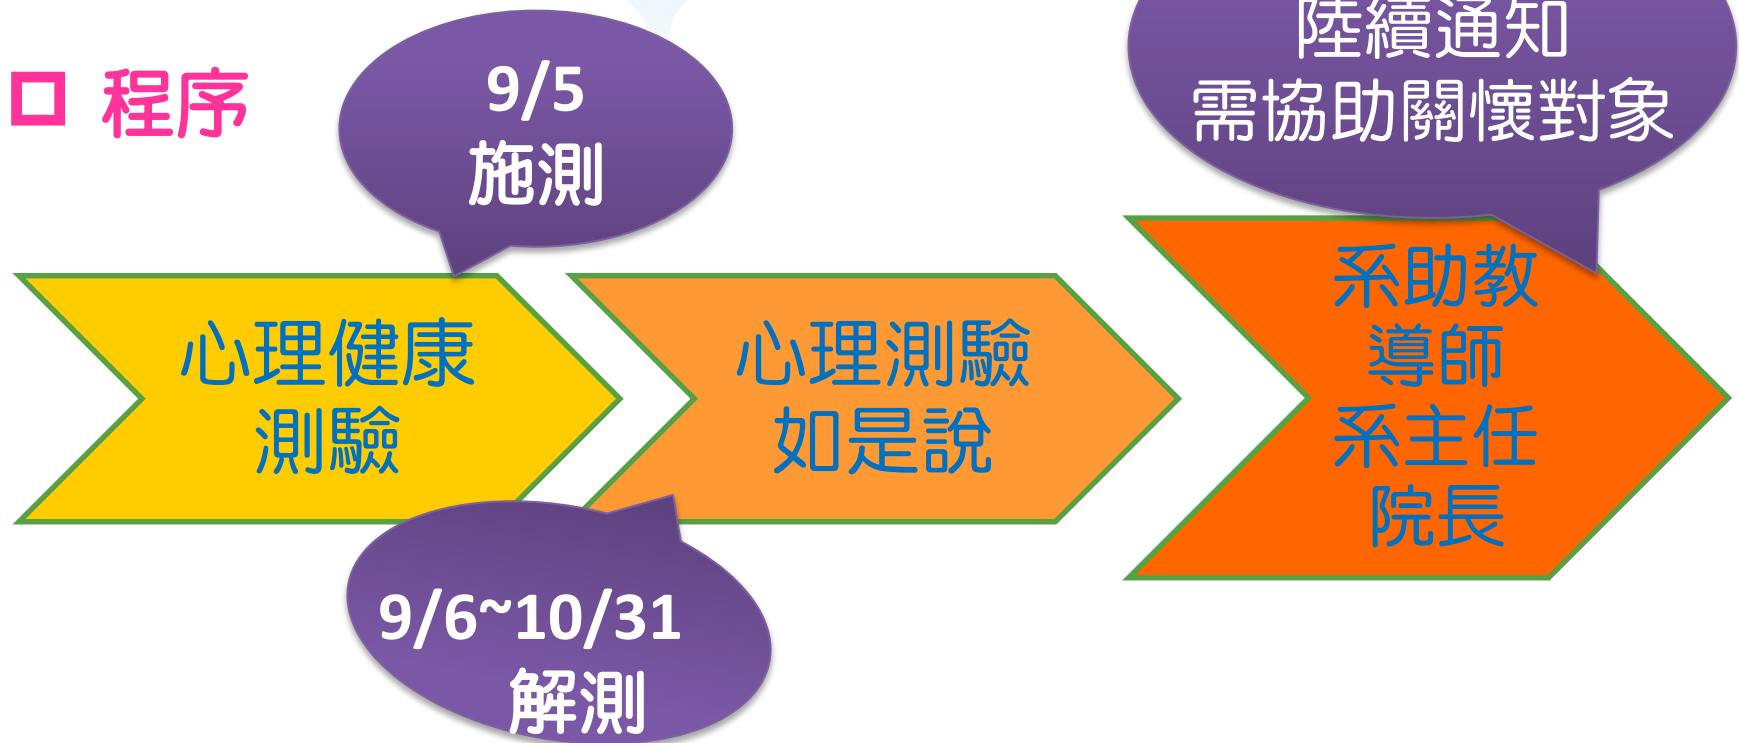 程序
9/5
施測
陸續通知
需協助關懷對象
心理健康
測驗
心理測驗
如是說
系助教
導師
系主任
院長
9/6~10/31
解測